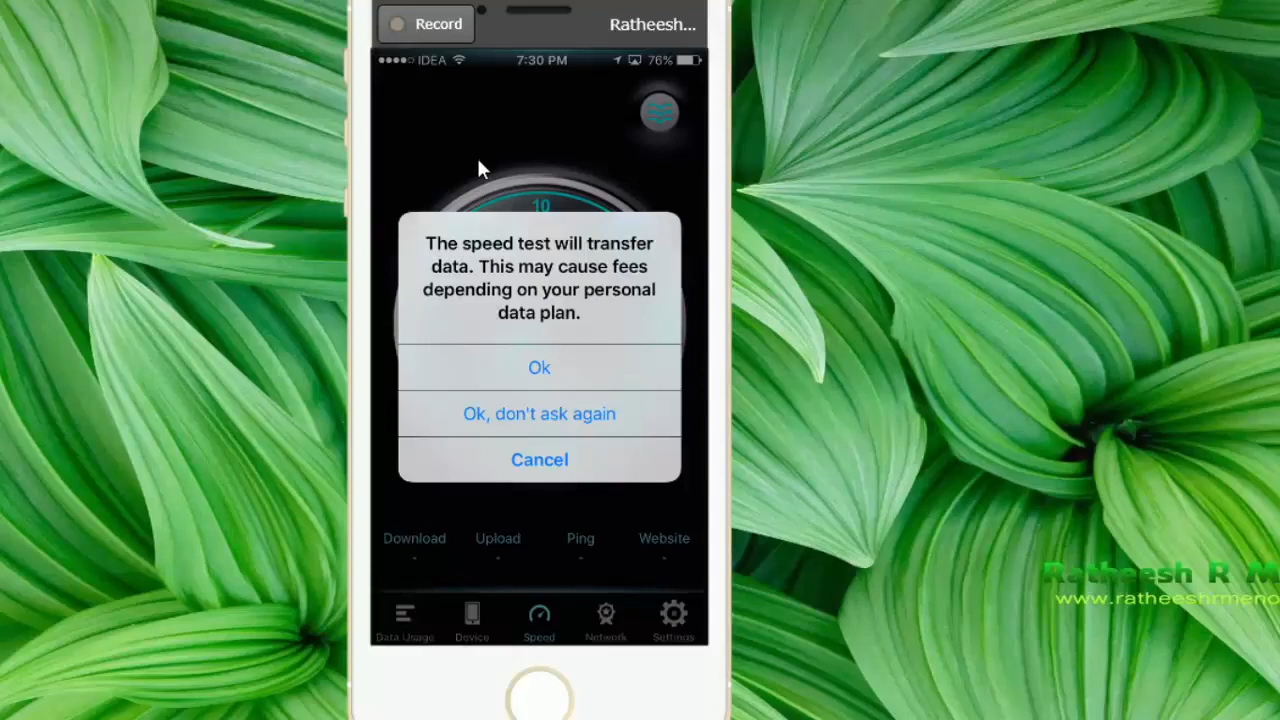 Record
Ratheesh...
IDEA
7:30 PM
76%
10
The speed test will transfer
data. This may cause fees
depending on your personal
data plan.
Ok
Ok, don't ask again
Cancel
Download
Upload
Ping
Website
-
-
-
-
Data Usage
Device
Speed
Network
Settings
Ratheesh R M
www.ratheeshrmeno